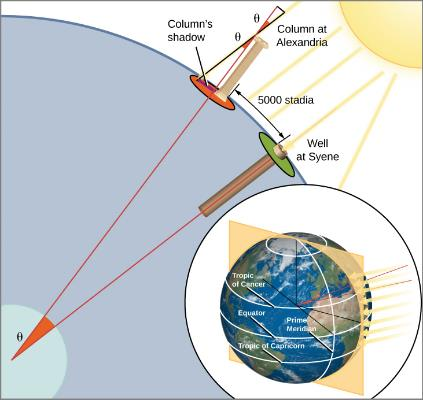 θ
Column's
shadow
θ
Column at
Alexandria
5000 stadia
Well
at Syene
θ
Tropic
of Cancer
Equator
Prime
Meridian
Tropic of Capricorn